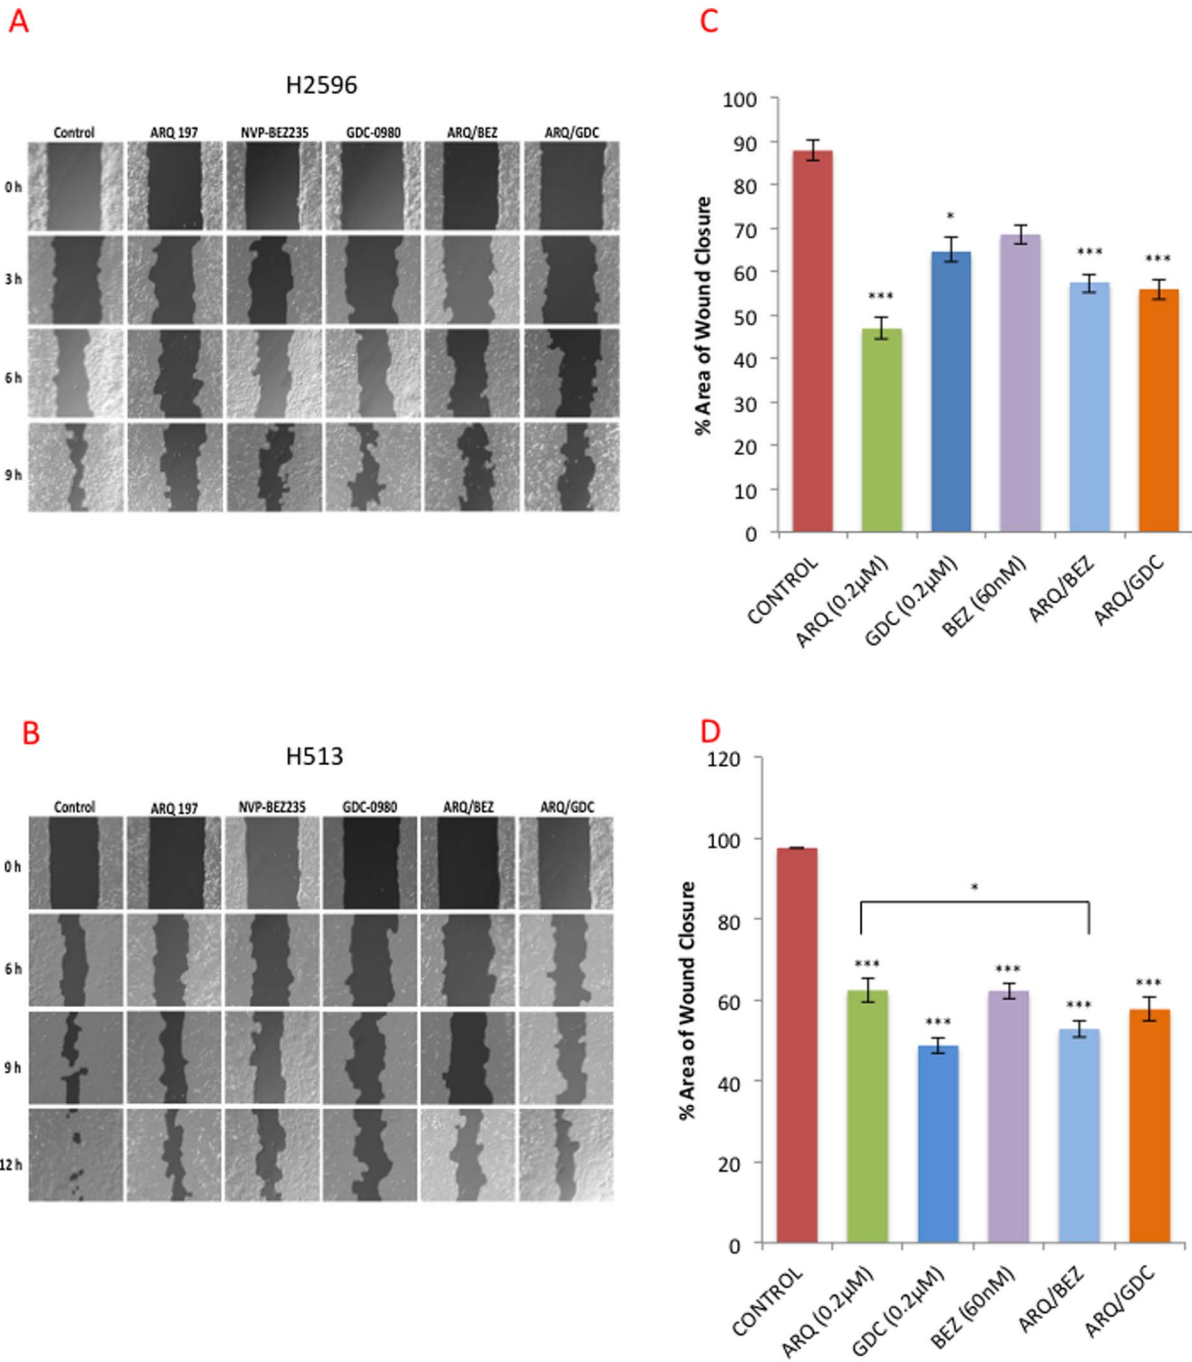 A
H2596
Control ARQ 197 NVP-BEZ235 GDC-0980 ARQ/BEZ ARQ/GDC
0 h
3 h
6 h
9 h
C
100
90
80
70
60
50
40
30
20
10
0
% Area of Wound Closure
*
***
***
***
CONTROL
ARQ (0.2µM)
GDC (0.2µM)
BEZ (60nM)
ARQ/BEZ
ARQ/GDC
B
H513
Control ARQ 197 NVP-BEZ235 GDC-0980 ARQ/BEZ ARQ/GDC
0 h
6 h
9 h
12 h
D
120
100
80
60
40
20
0
% Area of Wound Closure
*
***
***
***
***
***
CONTROL
ARQ (0.2µM)
GDC (0.2µM)
BEZ (60nM)
ARQ/BEZ
ARQ/GDC